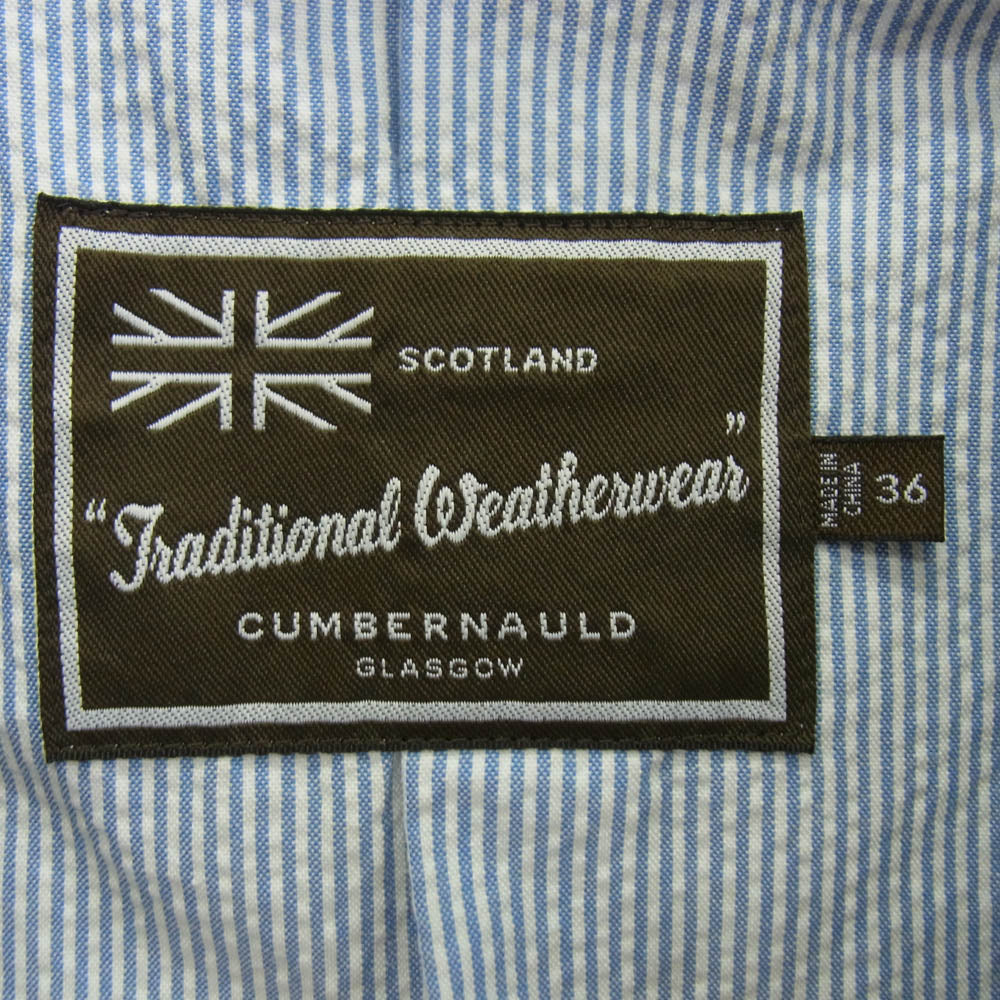 SCOTLAND
“Traditional Weatherwear”
CUMBERNAULD
GLASGOW
MADE IN
CHINA
36